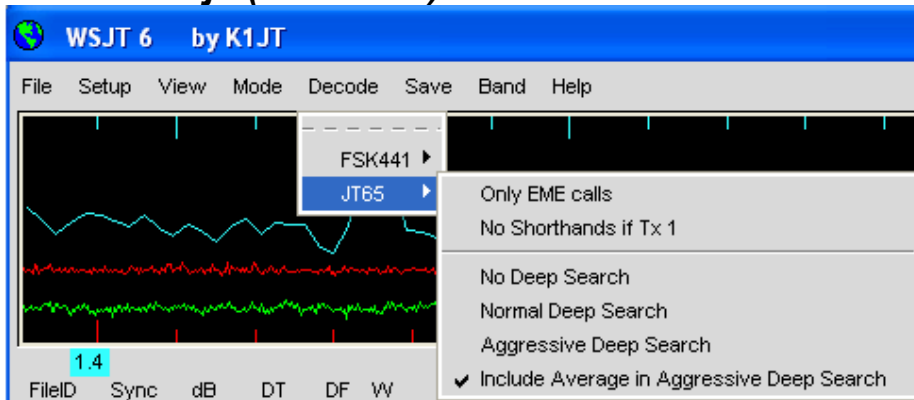 WSJT 6 by K1JT
File Setup View Mode Decode Save Band Help
FSK441
JT65
Only EME calls
No Shorthands if Tx 1
No Deep Search
Normal Deep Search
Aggressive Deep Search
Include Average in Aggressive Deep Search
1.4
FileID Sync dB DT DF W